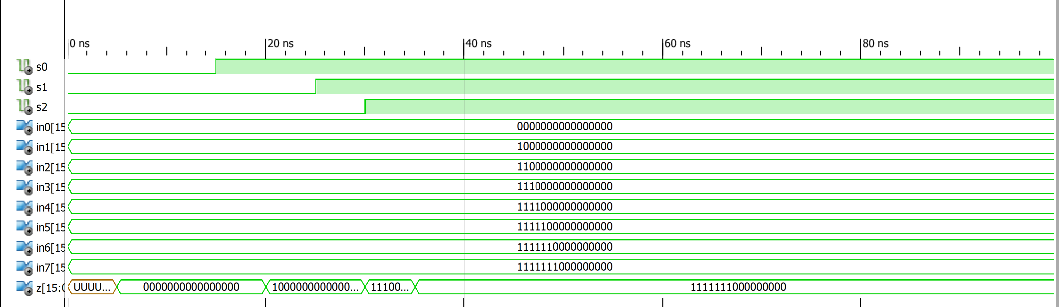 0 ns 20 ns 40 ns 60 ns 80 ns
s0
s1
s2
in0[15 0000000000000000
in1[15 1000000000000000
in2[15 1100000000000000
in3[15 1110000000000000
in4[15 1111000000000000
in5[15 1111100000000000
in6[15 1111110000000000
in7[15 1111111000000000
z[15:0 UUUU... 0000000000000000 1000000000000... 11100... 1111111000000000